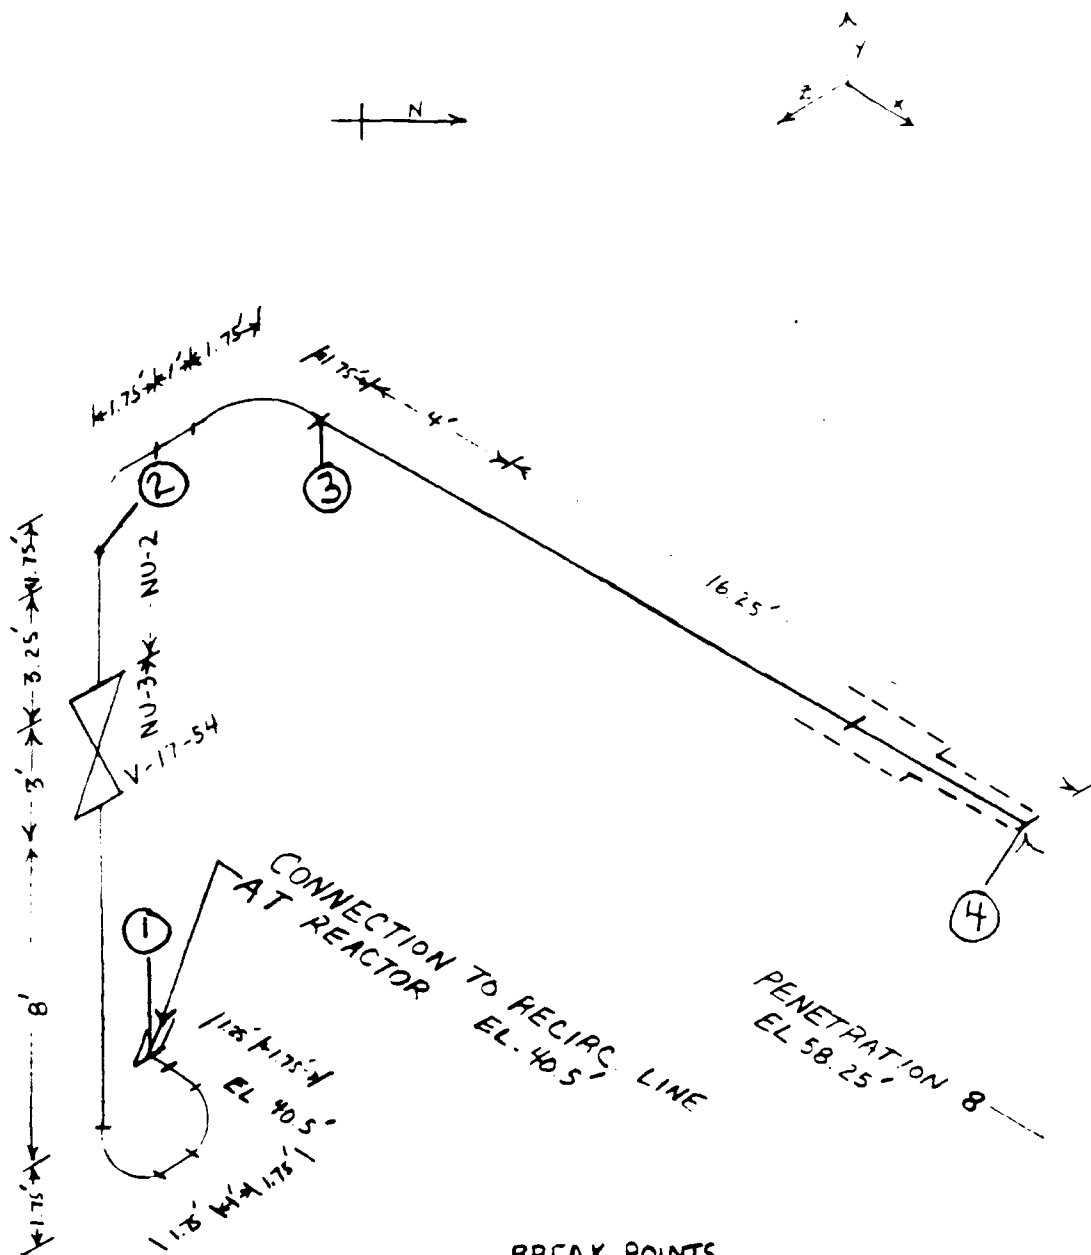 Y
Z
X
N
1.75' 1' 1.75'
1.75'
4'
2
3
1.75'
NU-2
3.25'
16.25'
NU-3
V-17-54
3'
CONNECTION TO RECIRC. LINE
AT REACTOR EL. 40.5'
1
4
8'
PENETRATION 8
EL 58.25'
1.75'
EL 40.5'
1.75' 1' 1.75'
1.75'
BREAK POINTS